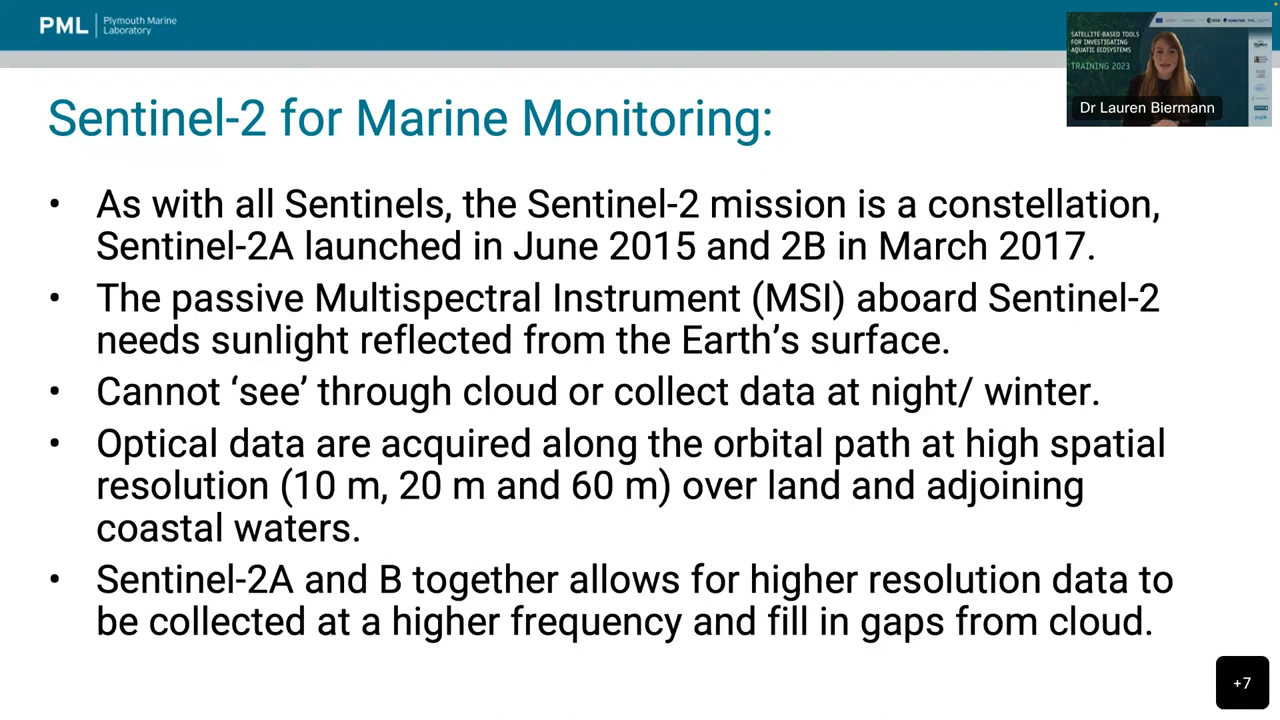 PML
Plymouth Marine
Laboratory
SATELLITE-BASED TOOLS
FOR INVESTIGATING
AQUATIC ECOSYSTEMS
TRAINING 2023
Dr Lauren Biermann
Sentinel-2 for Marine Monitoring:
• As with all Sentinels, the Sentinel-2 mission is a constellation,
Sentinel-2A launched in June 2015 and 2B in March 2017.
• The passive Multispectral Instrument (MSI) aboard Sentinel-2
needs sunlight reflected from the Earth’s surface.
• Cannot ‘see’ through cloud or collect data at night/ winter.
• Optical data are acquired along the orbital path at high spatial
resolution (10 m, 20 m and 60 m) over land and adjoining
coastal waters.
• Sentinel-2A and B together allows for higher resolution data to
be collected at a higher frequency and fill in gaps from cloud.
+7